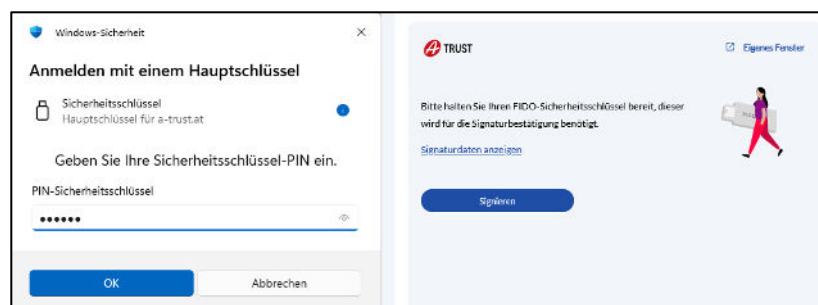 Windows-Sicherheit
Anmelden mit einem Hauptschlüssel
Sicherheitsschlüssel
Hauptschlüssel für a-trust.at
Geben Sie Ihre Sicherheitsschlüssel-PIN ein.
PIN-Sicherheitsschlüssel
••••••
OK
Abbrechen
A TRUST
Eigenes Fenster
Bitte halten Sie Ihren FIDO-Sicherheitsschlüssel bereit, dieser
wird für die Signaturbestätigung benötigt.
Signaturdaten anzeigen
Signieren